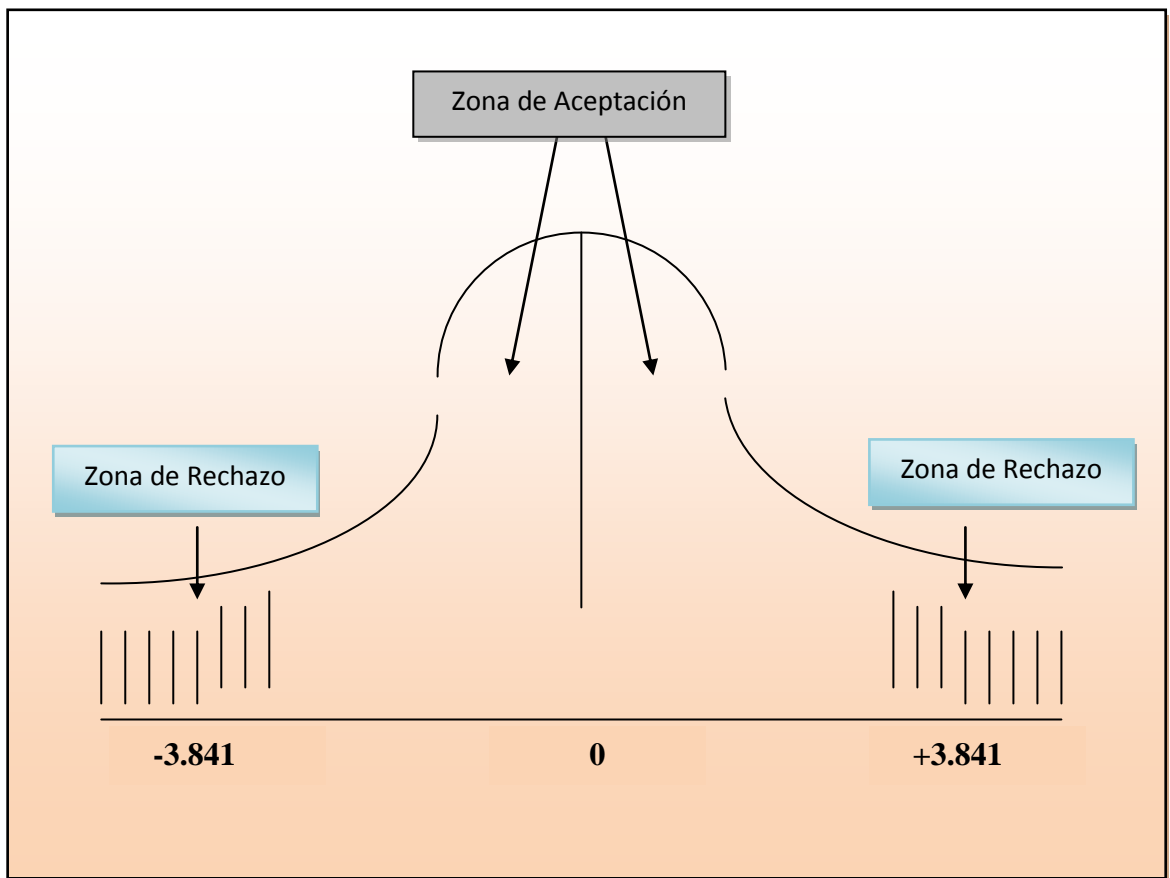 Zona de Aceptación
Zona de Rechazo
Zona de Rechazo
-3.841
0
+3.841